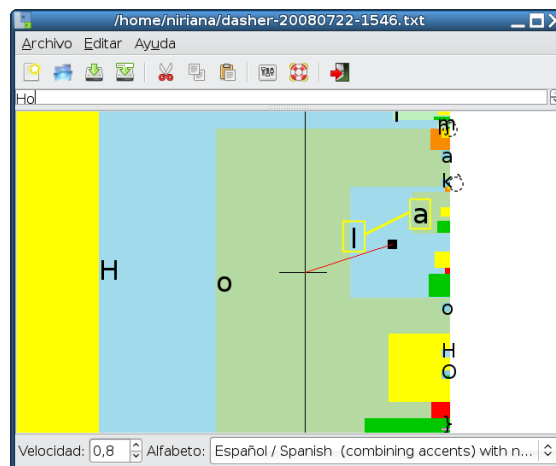 /home/niriana/dasher-20080722-1546.txt
Archivo Editar Ayuda
Ho
m
a
k
a
l
H
o
o
H
O
}
Velocidad: 0,8 Alfabeto: Español / Spanish (combining accents) with n...